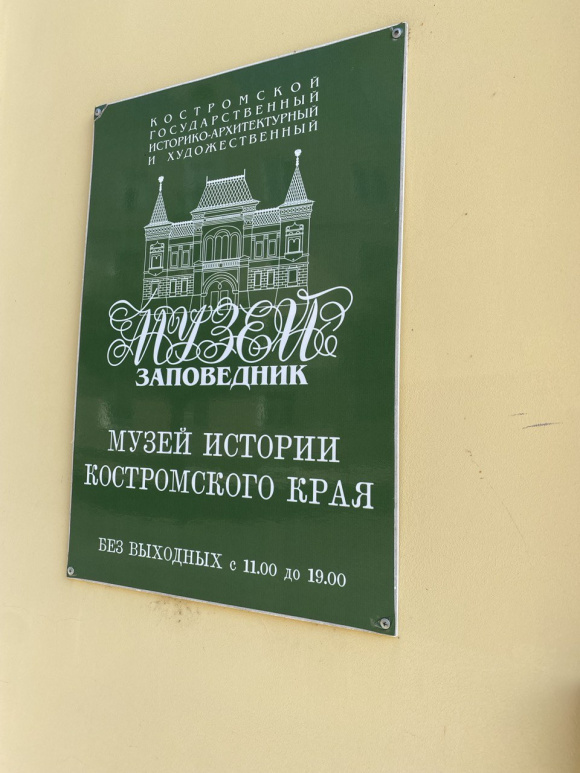 КОСТРОМСКОЙ
ГОСУДАРСТВЕННЫЙ
ИСТОРИКО-АРХИТЕКТУРНЫЙ
И ХУДОЖЕСТВЕННЫЙ
МУЗЕЙ
ЗАПОВЕДНИК
МУЗЕЙ ИСТОРИИ
КОСТРОМСКОГО КРАЯ
БЕЗ ВЫХОДНЫХ с 11.00 до 19.00